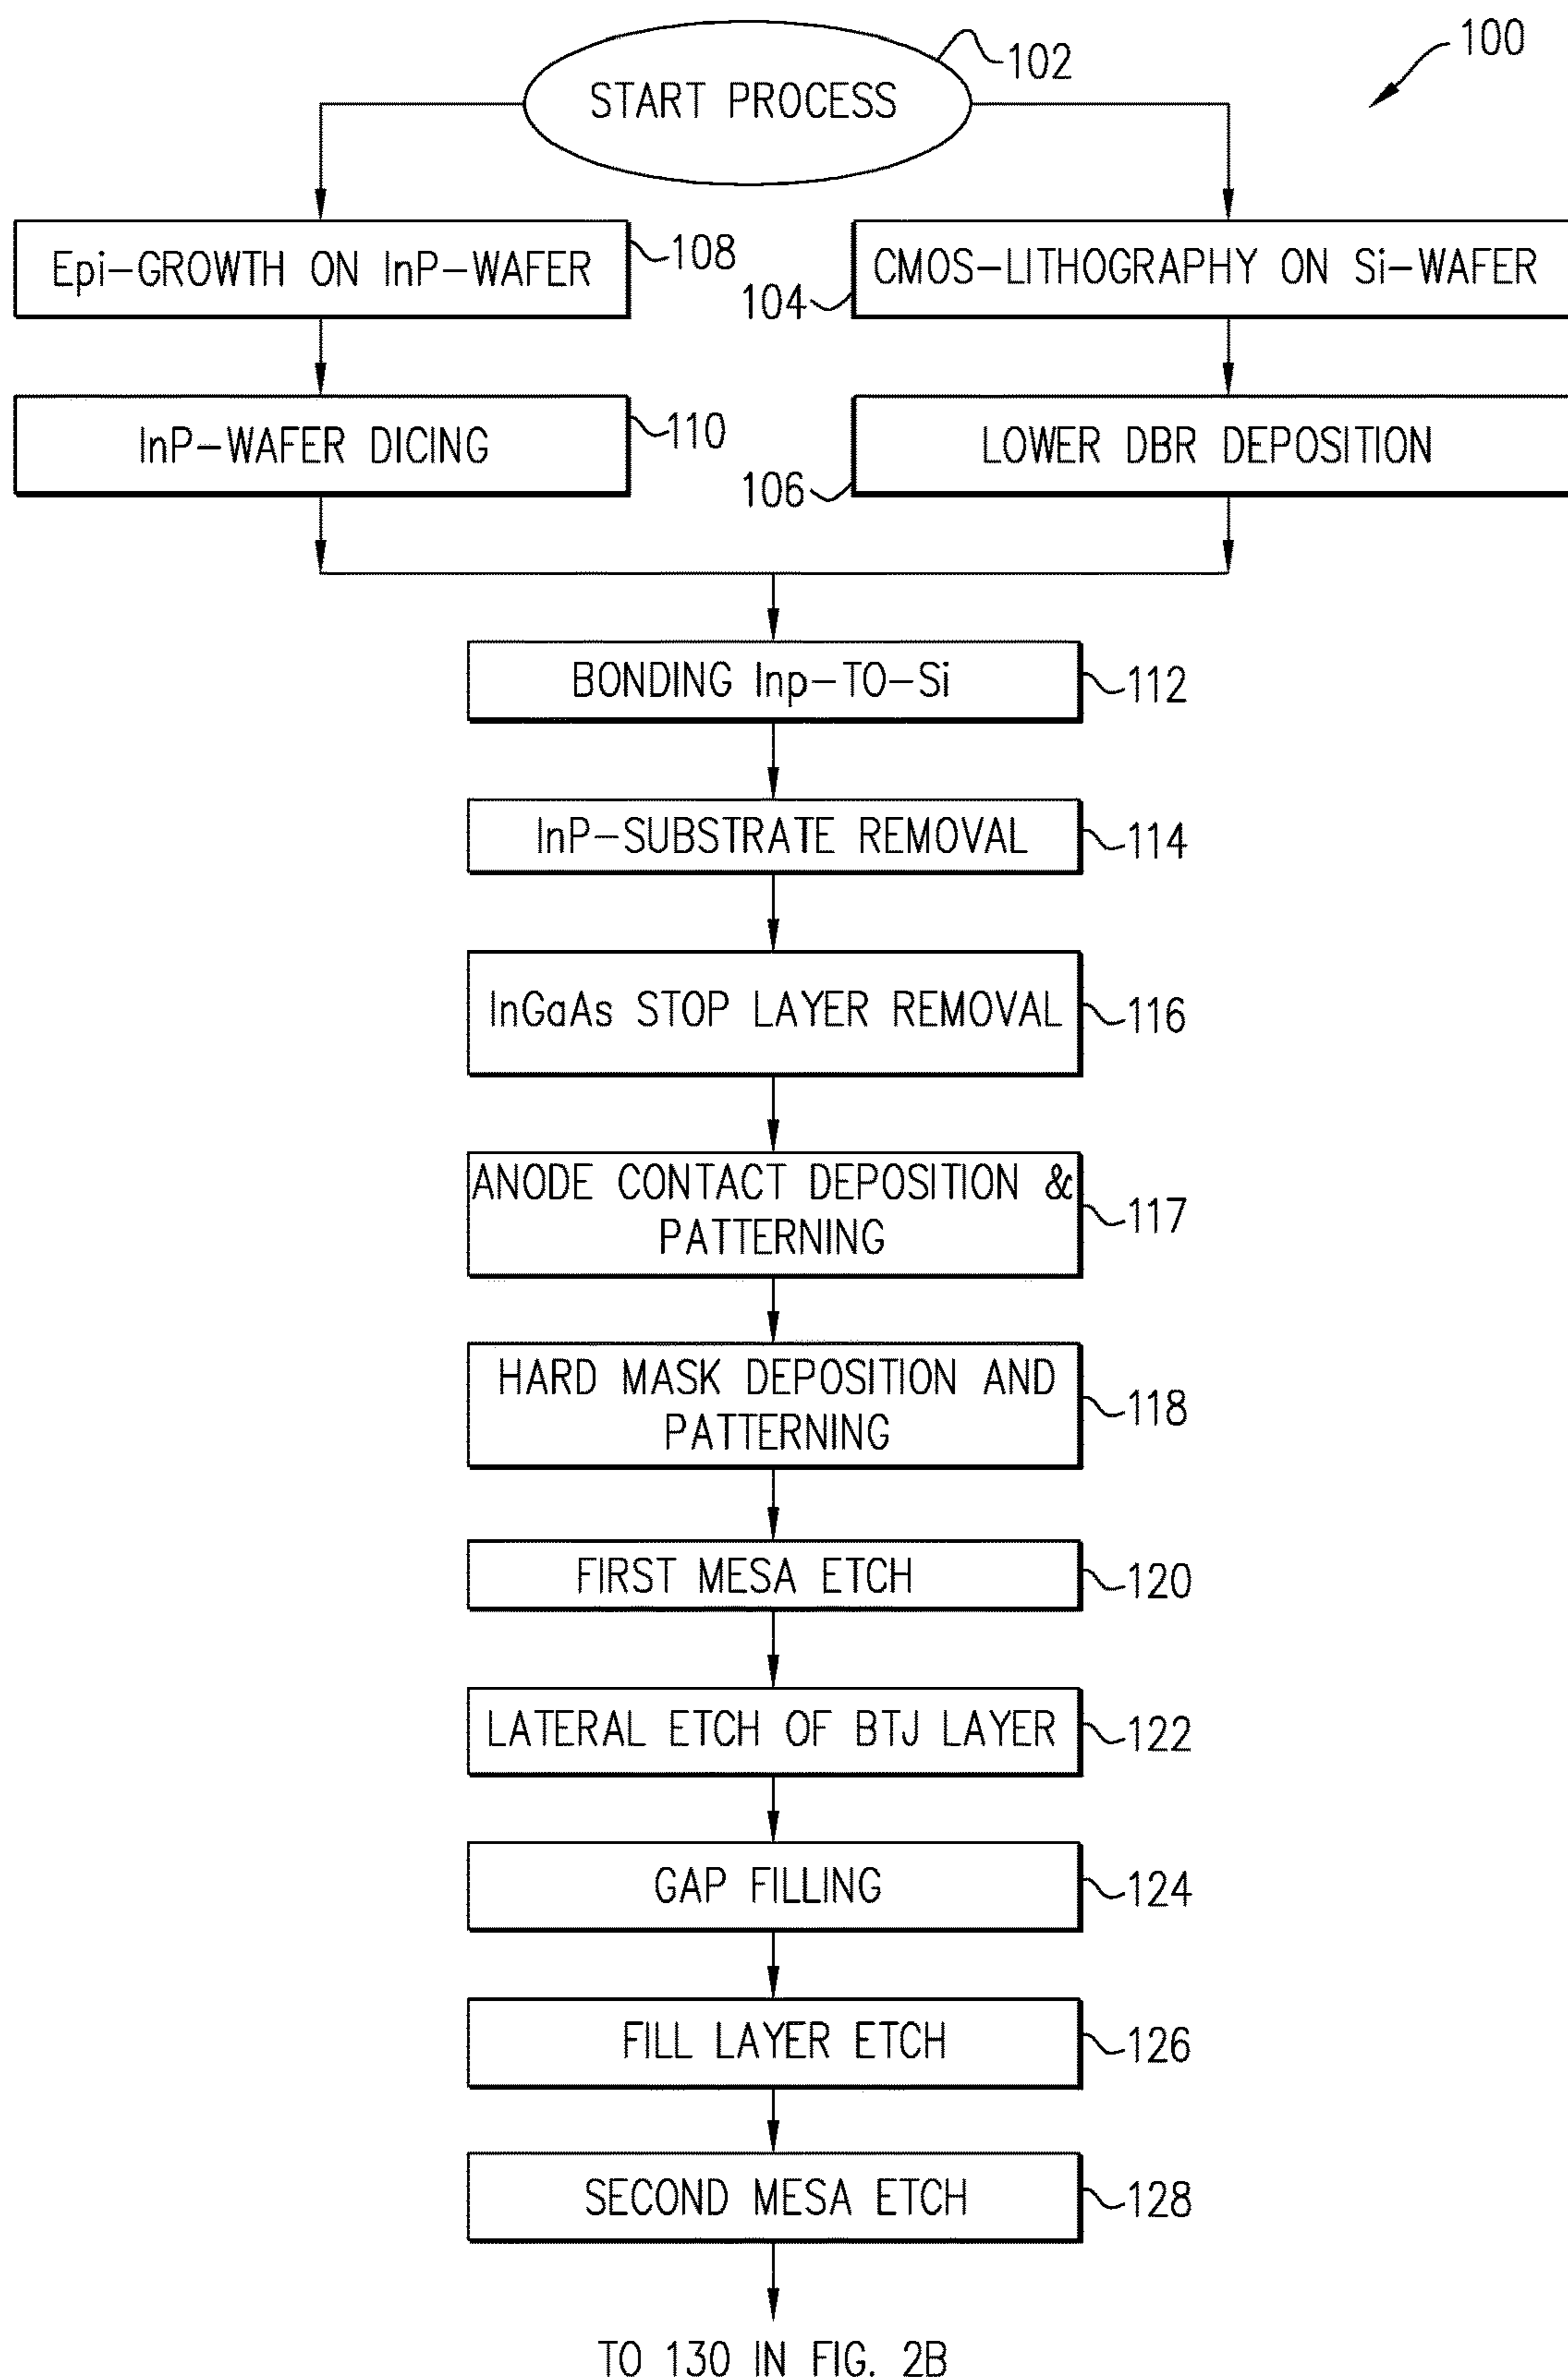 100
START PROCESS
102
Epi-GROWTH ON InP-WAFER
108
CMOS-LITHOGRAPHY ON Si-WAFER
104
InP-WAFER DICING
110
LOWER DBR DEPOSITION
106
BONDING Inp-TO-Si
112
InP-SUBSTRATE REMOVAL
114
InGaAs STOP LAYER REMOVAL
116
ANODE CONTACT DEPOSITION &
PATTERNING
117
HARD MASK DEPOSITION AND
PATTERNING
118
FIRST MESA ETCH
120
LATERAL ETCH OF BTJ LAYER
122
GAP FILLING
124
FILL LAYER ETCH
126
SECOND MESA ETCH
128
TO 130 IN FIG. 2B